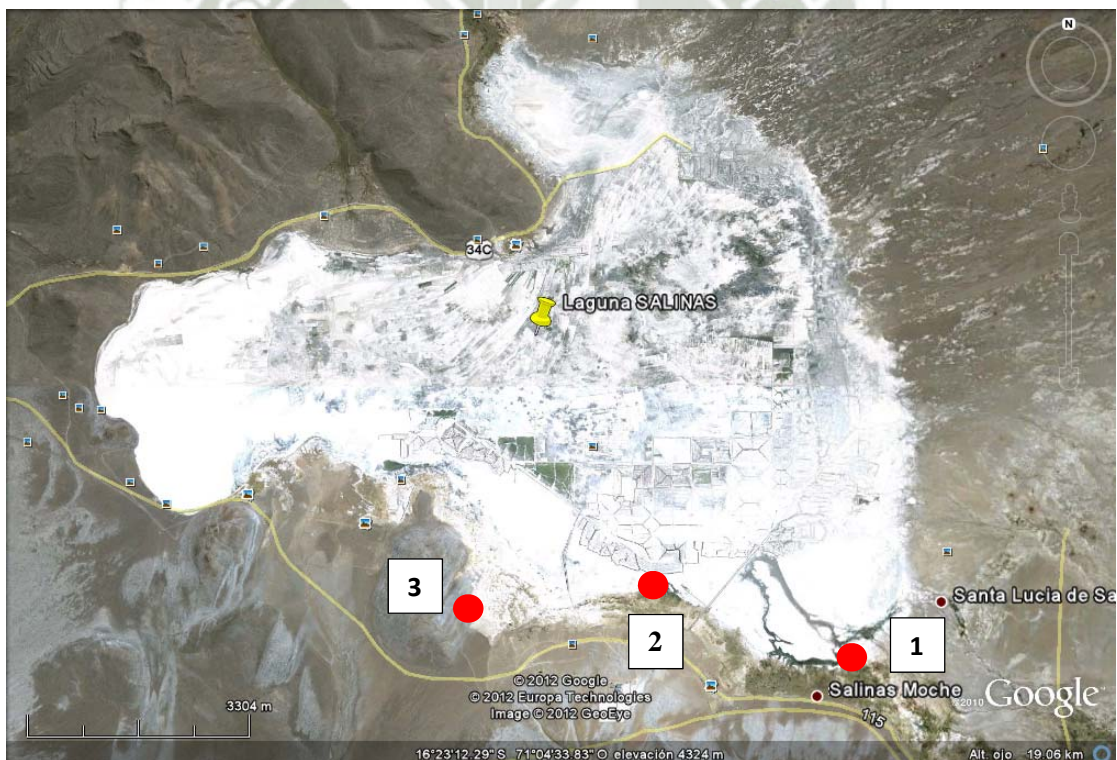 N
34C
Laguna SALINAS
3
2
1
Santa Lucia de Sa
Salinas Moche
115
© 2012 Google
© 2012 Europa Technologies
Image © 2012 GeoEye
©2010 Google
3304 m
16°23'12.29" S 71°04'33.83" O elevación 4324 m
Alt. ojo 19.06 km